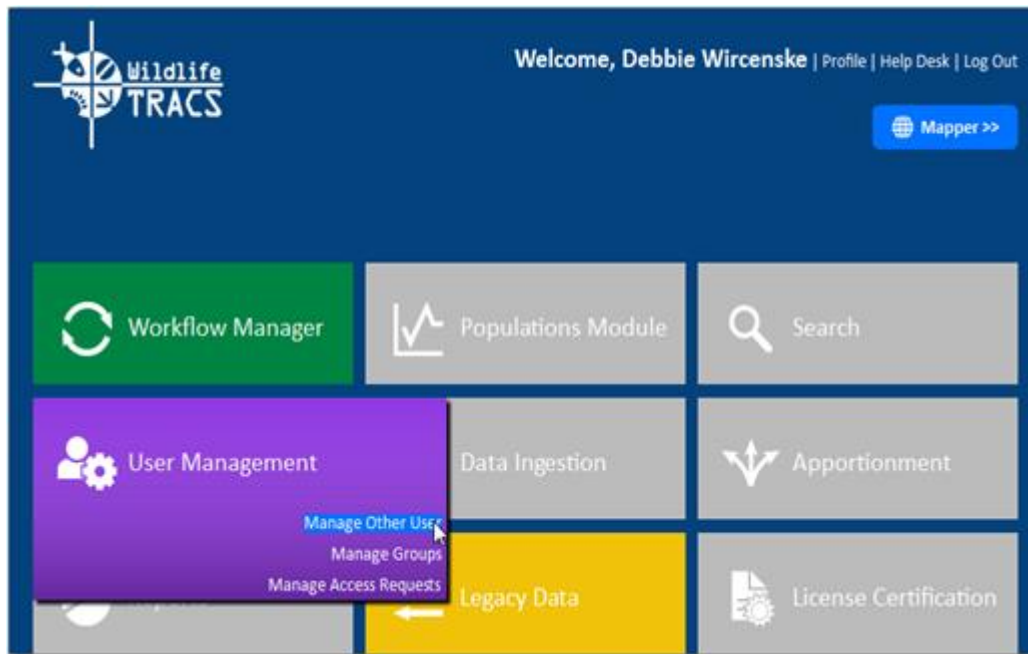 Wildlife
TRACS
Welcome, Debbie Wircenske | Profile | Help Desk | Log Out
Mapper >>
Workflow Manager
Populations Module
Search
User Management
Data Ingestion
Apportionment
Manage Other User
Manage Groups
Manage Access Requests
Legacy Data
License Certification